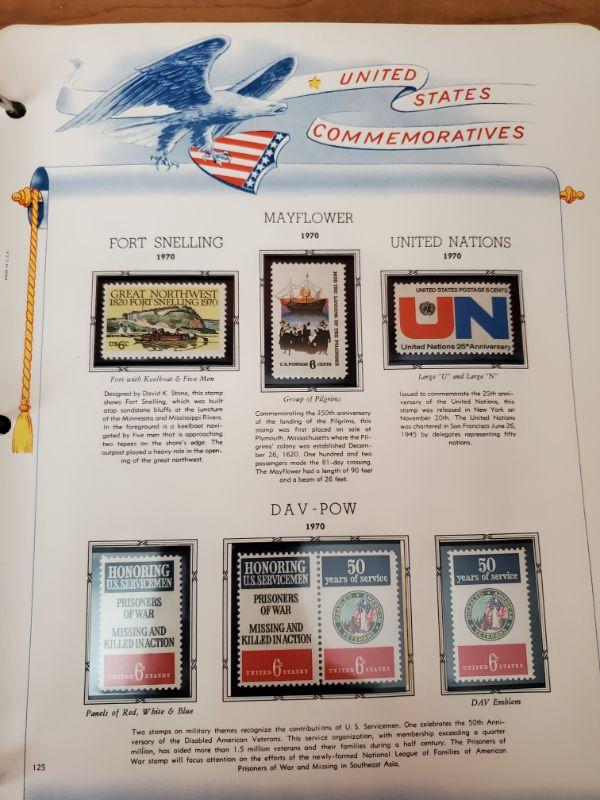 UNITED
STATES
COMMEMORATIVES
MAYFLOWER
1970
FORT SNELLING
1970
UNITED NATIONS
1970
GREAT NORTHWEST
1820 FORT SNELLING 1970
US 6c
1620 THE LANDING OF THE PILGRIMS
U.S. POSTAGE 6 CENTS
UNITED STATES POSTAGE 6 CENTS
UN
United Nations 25th Anniversary
Fort with Keelboat & Five Men
Designed by David K. Stone, this stamp
shows Fort Snelling, which was built
atop sandstone bluffs at the juncture
of the Minnesota and Mississippi Rivers.
In the foreground is a keelboat navi-
gated by five men that is approaching
two tepees on the shore's edge. The
outpost played a heavy role in the open-
ing of the great northwest.
Group of Pilgrims
Commemorating the 350th anniversary
of the landing of the Pilgrims, this
stamp was first placed on sale at
Plymouth, Massachusetts where the Pil-
grims' colony was established Decem-
ber 26, 1620. One hundred and two
passengers made the 81-day crossing.
The Mayflower had a length of 90 feet
and a beam of 26 feet.
Large "U" and Large "N"
Issued to commemorate the 25th anni-
versary of the United Nations, this
stamp was released in New York on
November 20th. The United Nations
was chartered in San Francisco June 26,
1945 by delegates representing fifty
nations.
DAV-POW
1970
HONORING
U.S. SERVICEMEN
PRISONERS
OF WAR
MISSING AND
KILLED IN ACTION
6c
UNITED STATES
HONORING
U.S. SERVICEMEN
PRISONERS
OF WAR
MISSING AND
KILLED IN ACTION
6c
UNITED STATES
50
years of service
DISABLED AMERICAN
VETERANS
6c
UNITED STATES
50
years of service
DISABLED AMERICAN
VETERANS
6c
UNITED STATES
Panels of Red, White & Blue
DAV Emblem
Two stamps on military themes recognize the contributions of U. S. Servicemen. One celebrates the 50th Anni-
versary of the Disabled American Veterans. This service organization, with membership exceeding a quarter
million, has aided more than 1.5 million veterans and their families during a half century. The Prisoners of
War stamp will focus attention on the efforts of the newly-formed National League of Families of American
Prisoners of War and Missing in Southeast Asia.
125
MADE IN U.S.A.